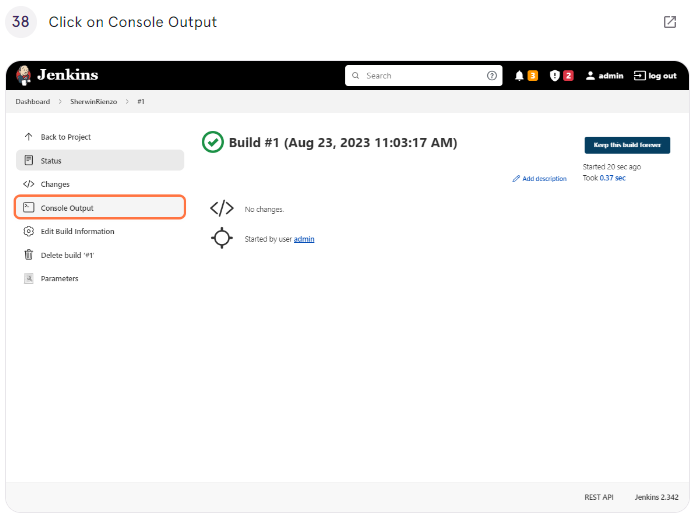 38 Click on Console Output
Jenkins
Search
3
2
admin
log out
Dashboard > SherwinRienzo > #1
Back to Project
Status
Changes
Console Output
Edit Build Information
Delete build '#1'
Parameters
Build #1 (Aug 23, 2023 11:03:17 AM)
Keep this build forever
Started 20 sec ago
Took 0.37 sec
Add description
No changes.
Started by user admin
REST API
Jenkins 2.342